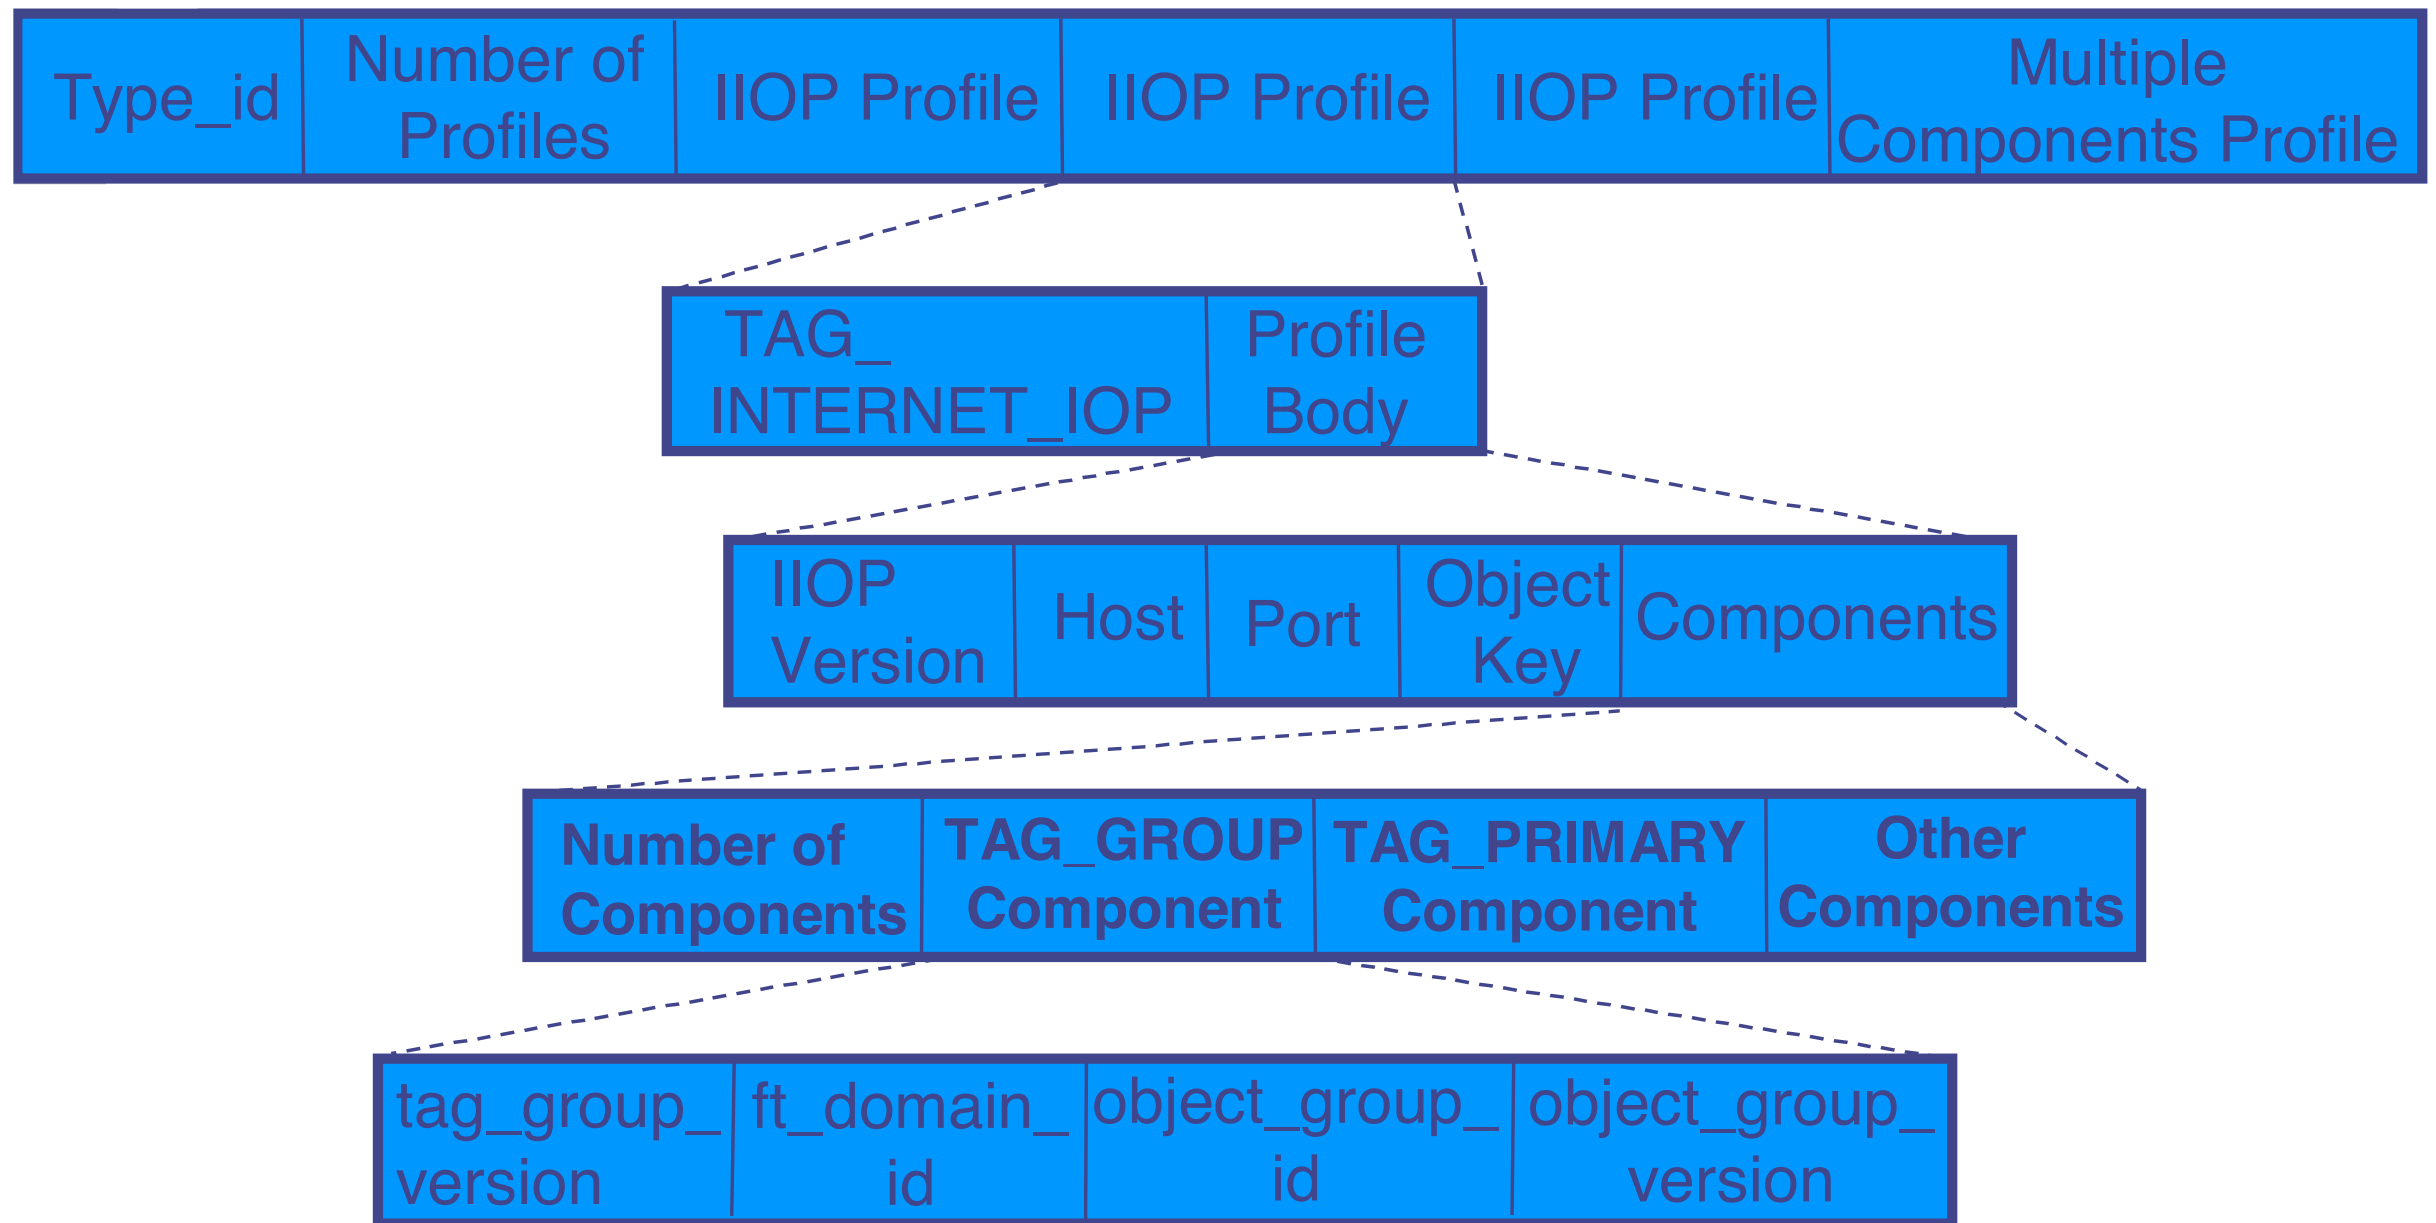 Type_id
Number of
Profiles
IIOP Profile
IIOP Profile
IIOP Profile
Multiple
Components Profile
TAG_
INTERNET_IOP
Profile
Body
IIOP
Version
Host
Port
Object
Key
Components
Number of
Components
TAG_GROUP
Component
TAG_PRIMARY
Component
Other
Components
tag_group_
version
ft_domain_
id
object_group_
id
object_group_
version